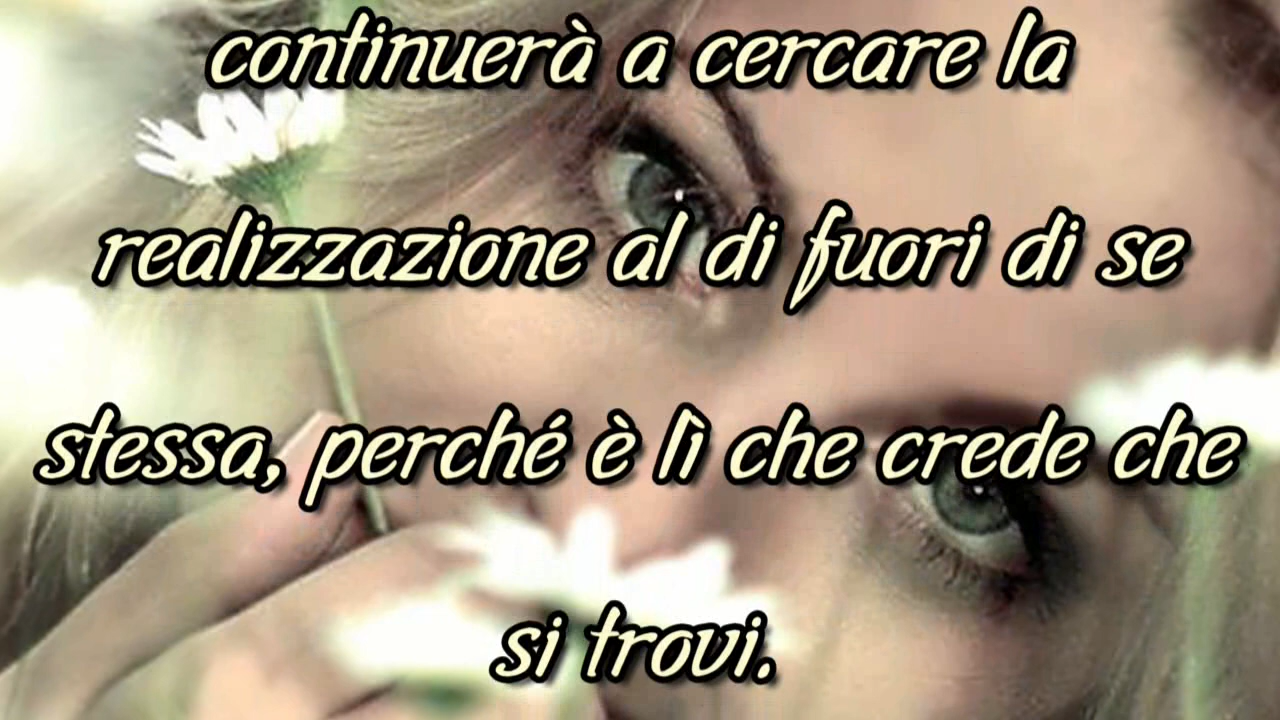 continuerà a cercare la
realizzazione al di fuori di se
stessa, perché è lì che crede che
si trovi.